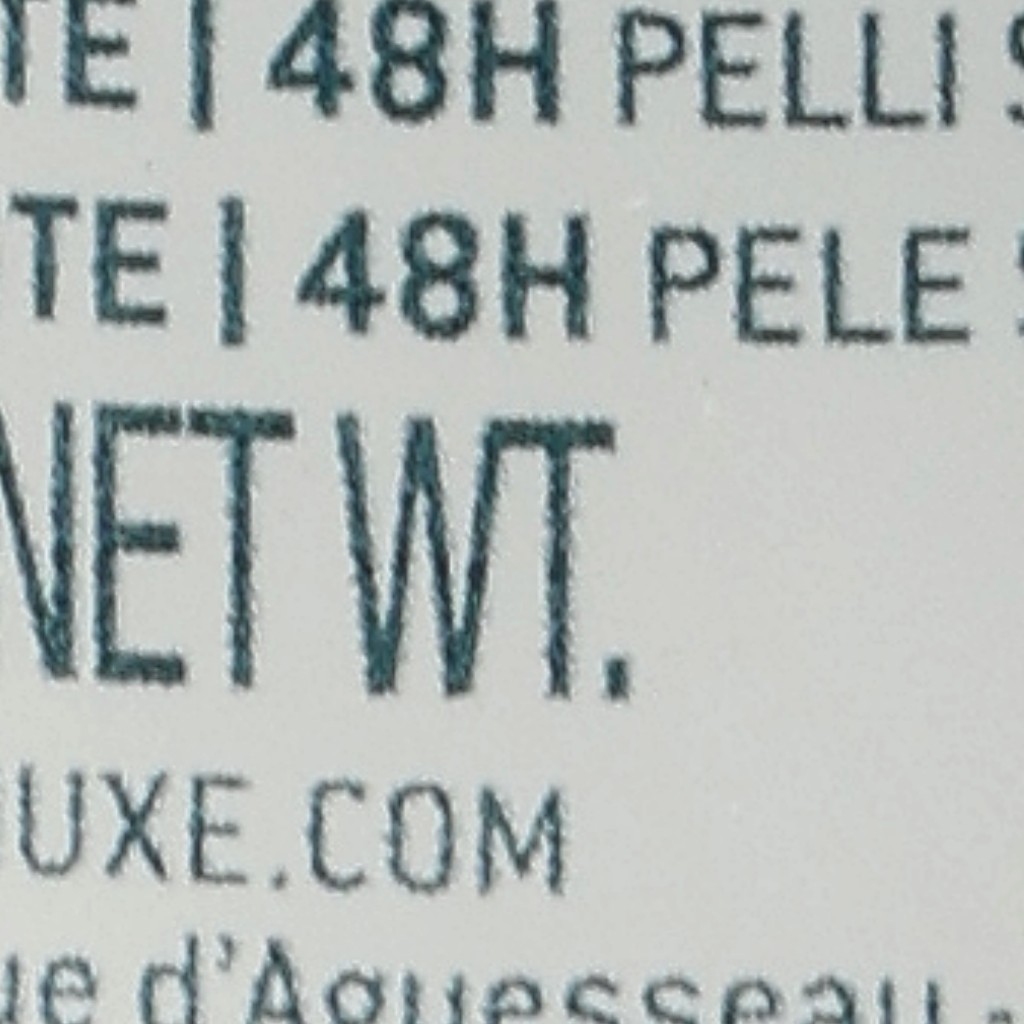 TE | 48H PELLI S
TE | 48H PELE
NET WT.
UXE.COM
ue d'Aguesseau -